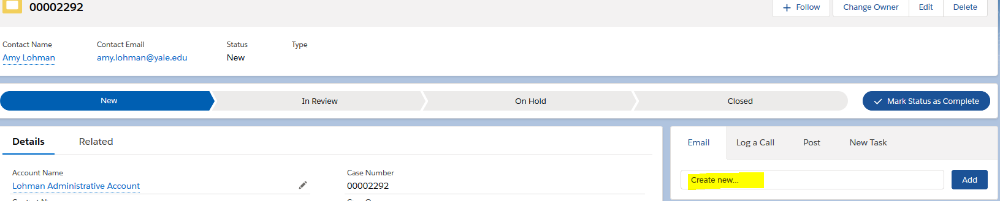 00002292
Follow
Change Owner
Edit
Delete
Contact Name
Contact Email
Status
Type
Amy Lohman
amy.lohman@yale.edu
New
New
In Review
On Hold
Closed
Mark Status as Complete
Details
Related
Email
Log a Call
Post
New Task
Account Name
Lohman Administrative Account
Case Number
00002292
Create new...
Add